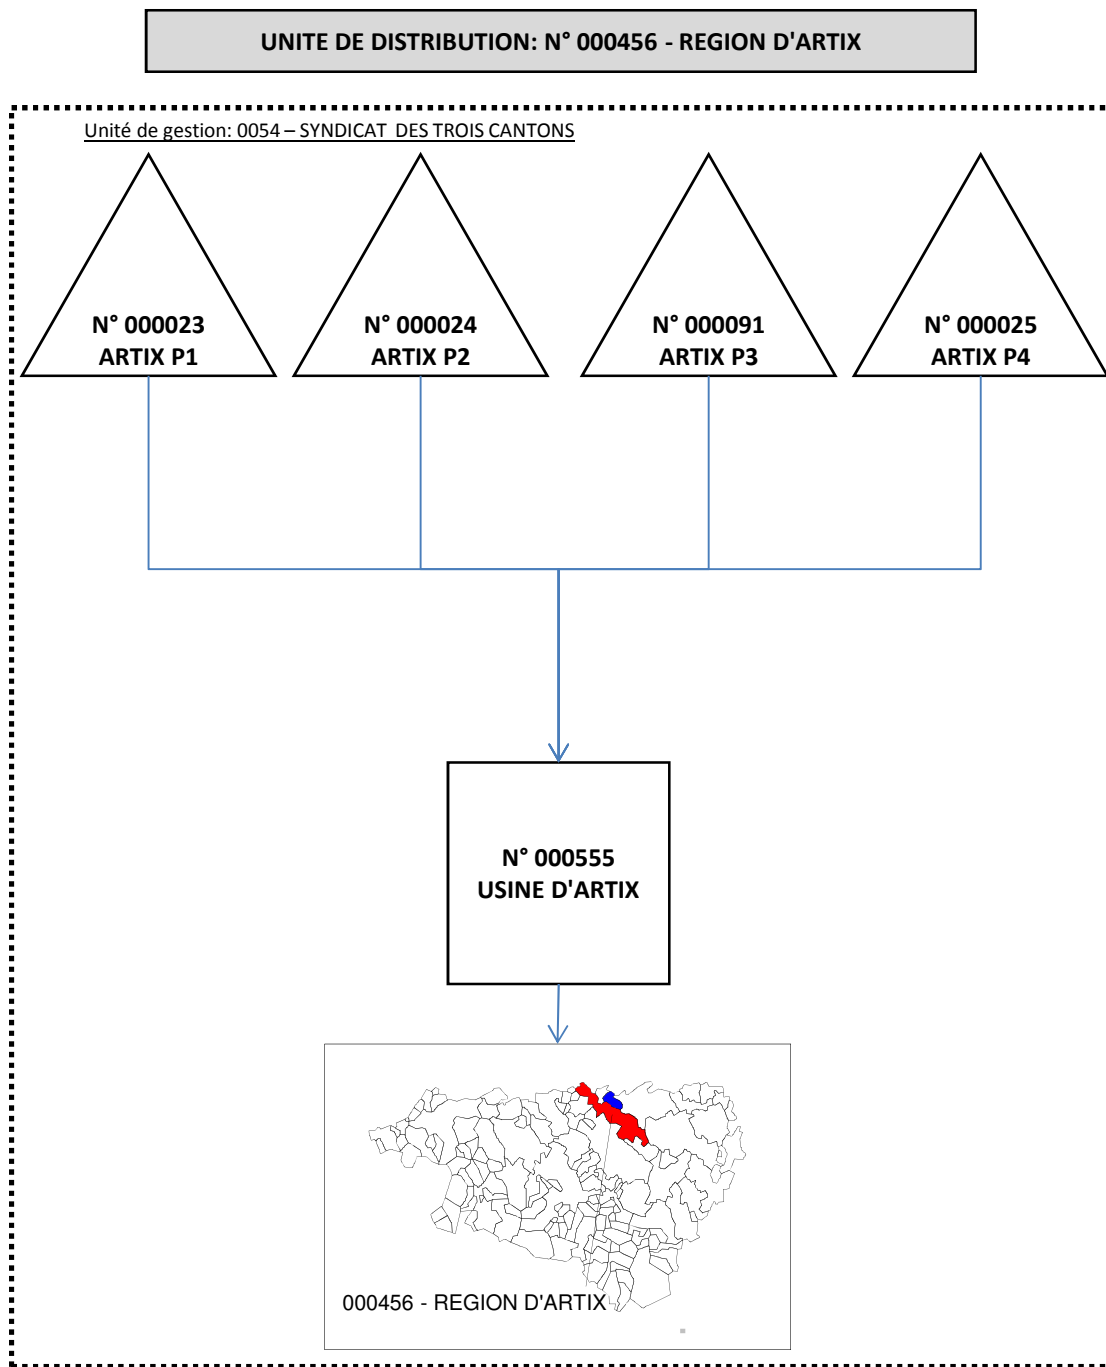 UNITE DE DISTRIBUTION: N° 000456 - REGION D'ARTIX
Unité de gestion: 0054 – SYNDICAT DES TROIS CANTONS
N° 000023
ARTIX P1
N° 000024
ARTIX P2
N° 000091
ARTIX P3
N° 000025
ARTIX P4
N° 000555
USINE D'ARTIX
000456 - REGION D'ARTIX